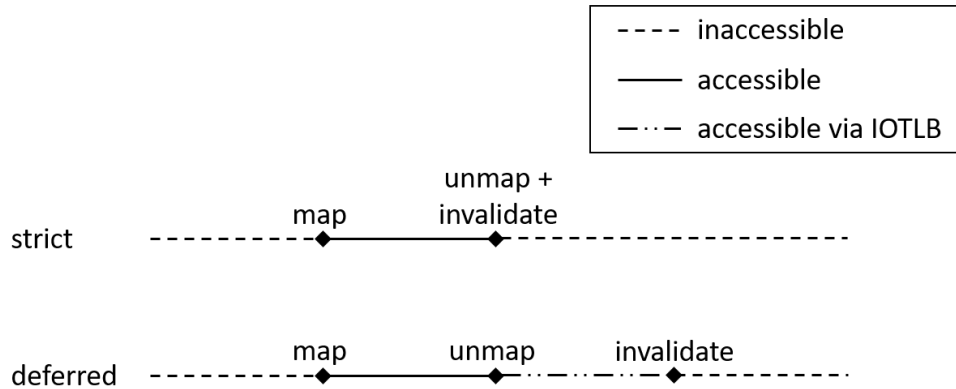 inaccessible
accessible
accessible via IOTLB
unmap +
map invalidate
strict
map unmap invalidate
deferred